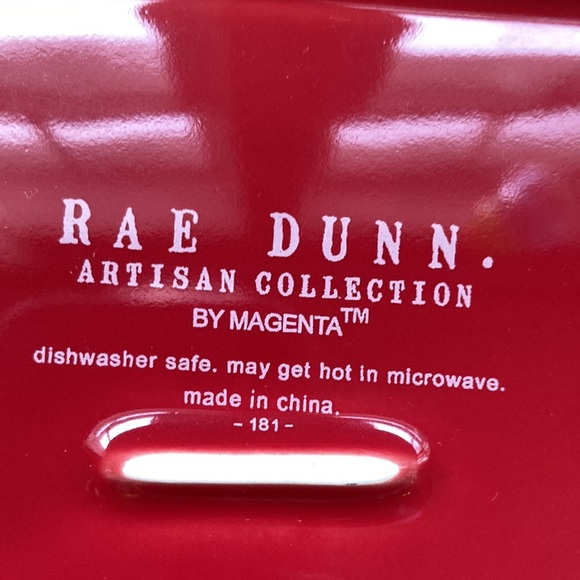 RAE DUNN.
ARTISAN COLLECTION
BY MAGENTA™
dishwasher safe. may get hot in microwave.
made in china.
- 181 -